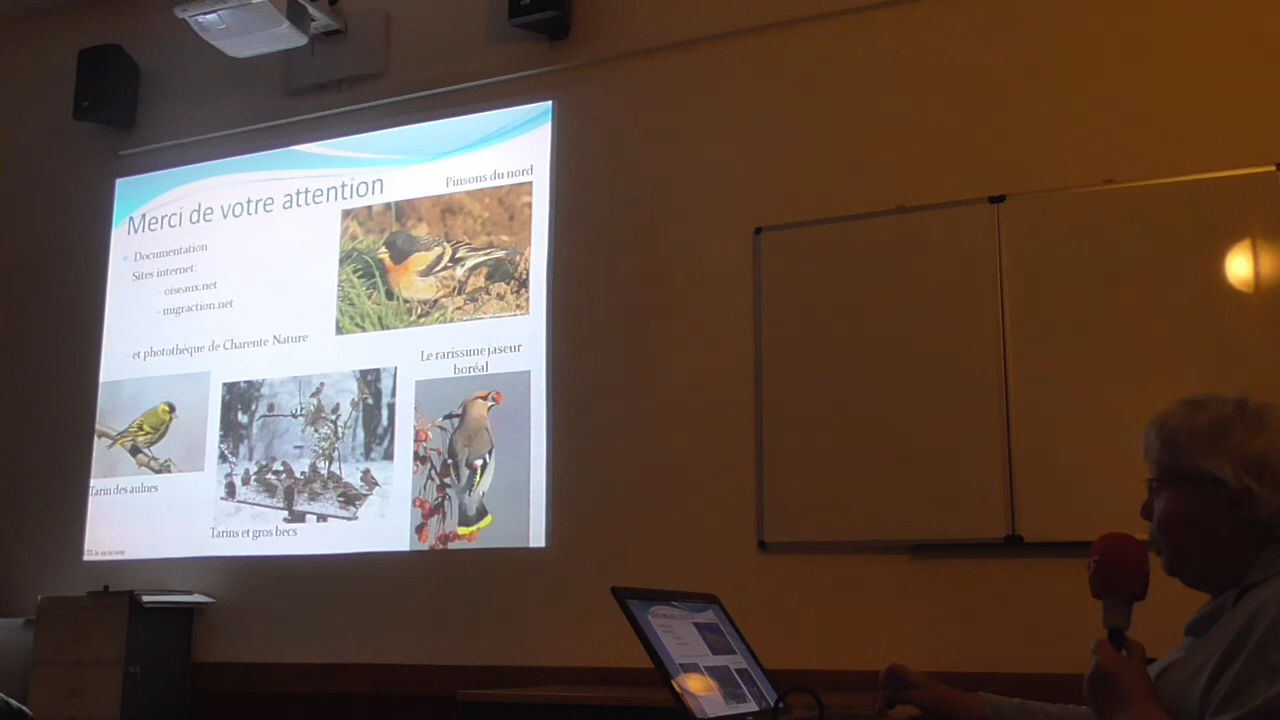 Merci de votre attention
Pinsons du nord
Documentation
Sites internet:
- oiseaux.net
- migraction.net
et photothèque de Charente Nature
Le rarissime jaseur
boréal
Tarin des aulnes
Tarins et gros becs